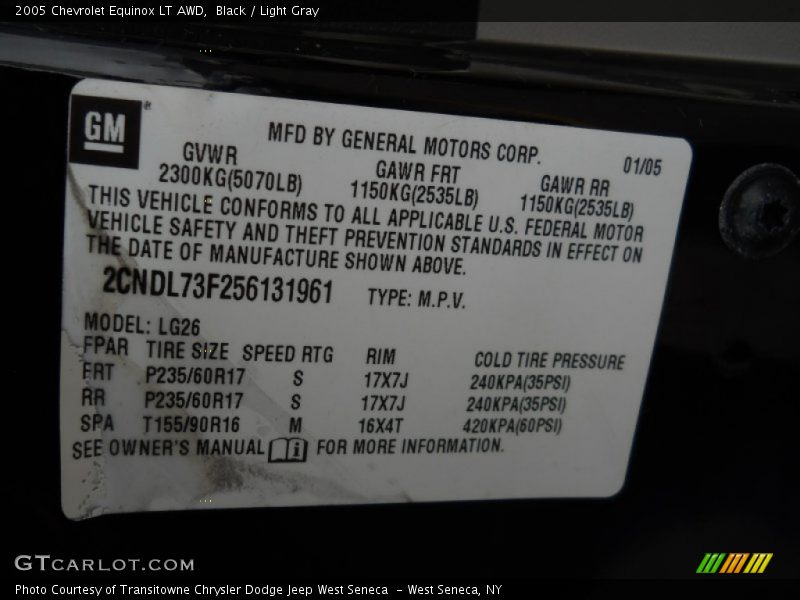 2005 Chevrolet Equinox LT AWD, Black / Light Gray
GM
MFD BY GENERAL MOTORS CORP.
01/05
GVWR GAWR FRT GAWR RR
2300KG(5070LB) 1150KG(2535LB) 1150KG(2535LB)
THIS VEHICLE CONFORMS TO ALL APPLICABLE U.S. FEDERAL MOTOR
VEHICLE SAFETY AND THEFT PREVENTION STANDARDS IN EFFECT ON
THE DATE OF MANUFACTURE SHOWN ABOVE.
2CNDL73F256131961 TYPE: M.P.V.
MODEL: LG26
FPAR TIRE SIZE SPEED RTG RIM COLD TIRE PRESSURE
FRT P235/60R17 S 17X7J 240KPA(35PSI)
RR P235/60R17 S 17X7J 240KPA(35PSI)
SPA T155/90R16 M 16X4T 420KPA(60PSI)
SEE OWNER'S MANUAL i FOR MORE INFORMATION.
GTCARLOT.COM
Photo Courtesy of Transitowne Chrysler Dodge Jeep West Seneca - West Seneca, NY